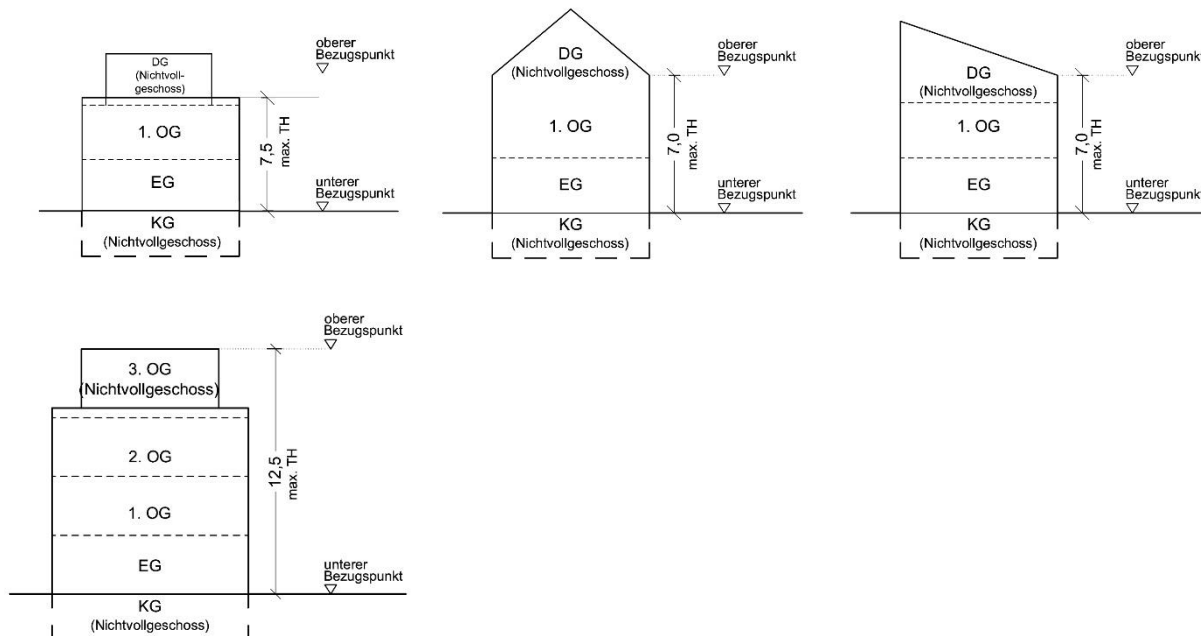 DG
(Nichtvoll-
geschoss)
1. OG
EG
KG
(Nichtvollgeschoss)
7,5
max. TH
oberer
Bezugspunkt
unterer
Bezugspunkt
DG
(Nichtvollgeschoss)
1. OG
EG
KG
(Nichtvollgeschoss)
7,0
max. TH
oberer
Bezugspunkt
unterer
Bezugspunkt
DG
(Nichtvollgeschoss)
1. OG
EG
KG
(Nichtvollgeschoss)
7,0
max. TH
oberer
Bezugspunkt
unterer
Bezugspunkt
3. OG
(Nichtvollgeschoss)
2. OG
1. OG
EG
KG
(Nichtvollgeschoss)
12,5
max. TH
oberer
Bezugspunkt
unterer
Bezugspunkt